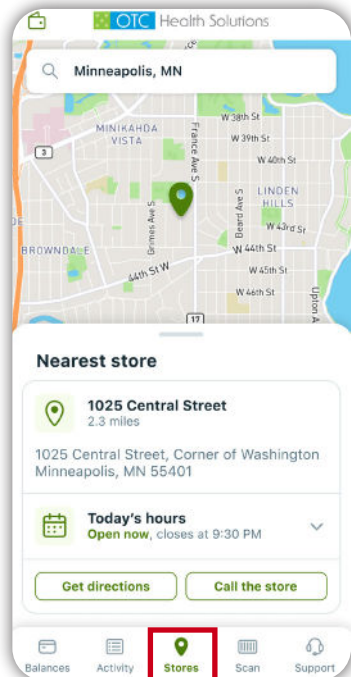 OTC Health Solutions
Minneapolis, MN
W 38th St
MINIKAHDA
VISTA
France Ave S
W 39th St
3
W 40th St
LINDEN
HILLS
Grimes Ave S
Beard Ave S
W 43rd St
BROWNDALE
W 44th St
44th St W
W 45th St
W 46th St
Upton A
17
Nearest store
1025 Central Street
2.3 miles
1025 Central Street, Corner of Washington
Minneapolis, MN 55401
Today's hours
Open now, closes at 9:30 PM
Get directions
Call the store
Balances
Activity
Stores
Scan
Support